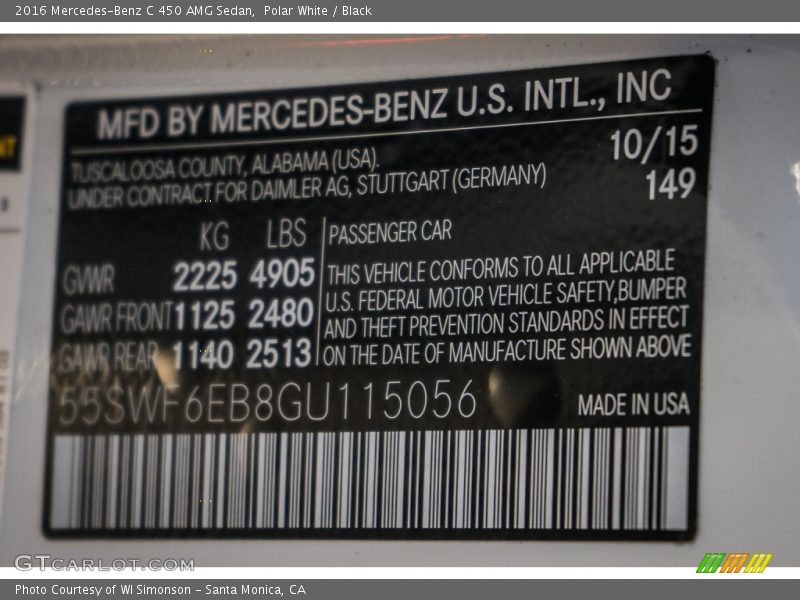 2016 Mercedes-Benz C 450 AMG Sedan, Polar White / Black
MFD BY MERCEDES-BENZ U.S. INTL., INC
TUSCALOOSA COUNTY, ALABAMA (USA). 10/15
UNDER CONTRACT FOR DAIMLER AG, STUTTGART (GERMANY) 149
KG LBS PASSENGER CAR
GVWR 2225 4905 THIS VEHICLE CONFORMS TO ALL APPLICABLE
GAWR FRONT 1125 2480 U.S. FEDERAL MOTOR VEHICLE SAFETY, BUMPER
AND THEFT PREVENTION STANDARDS IN EFFECT
GAWR REAR 1140 2513 ON THE DATE OF MANUFACTURE SHOWN ABOVE
55SWF6EB8GU115056 MADE IN USA
GTCARLOT.COM
Photo Courtesy of WI Simonson - Santa Monica, CA